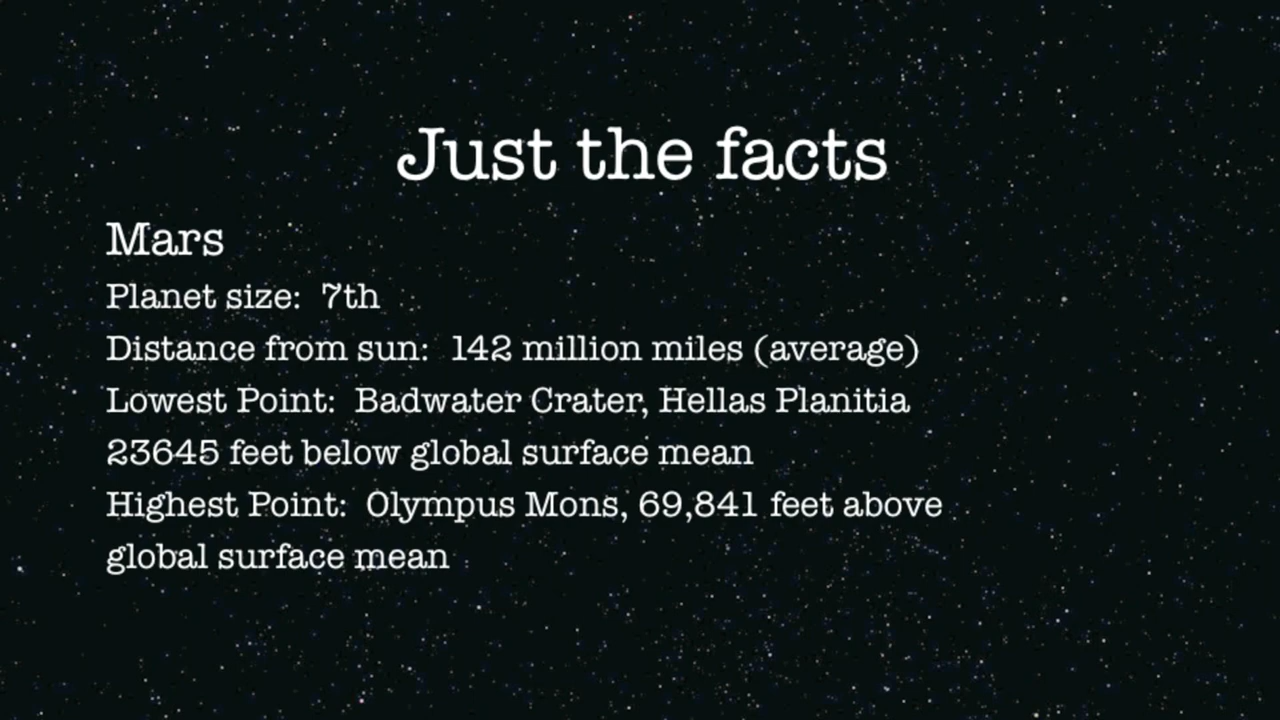 Just the facts
Mars
Planet size: 7th
Distance from sun: 142 million miles (average)
Lowest Point: Badwater Crater, Hellas Planitia
23645 feet below global surface mean
Highest Point: Olympus Mons, 69,841 feet above
global surface mean